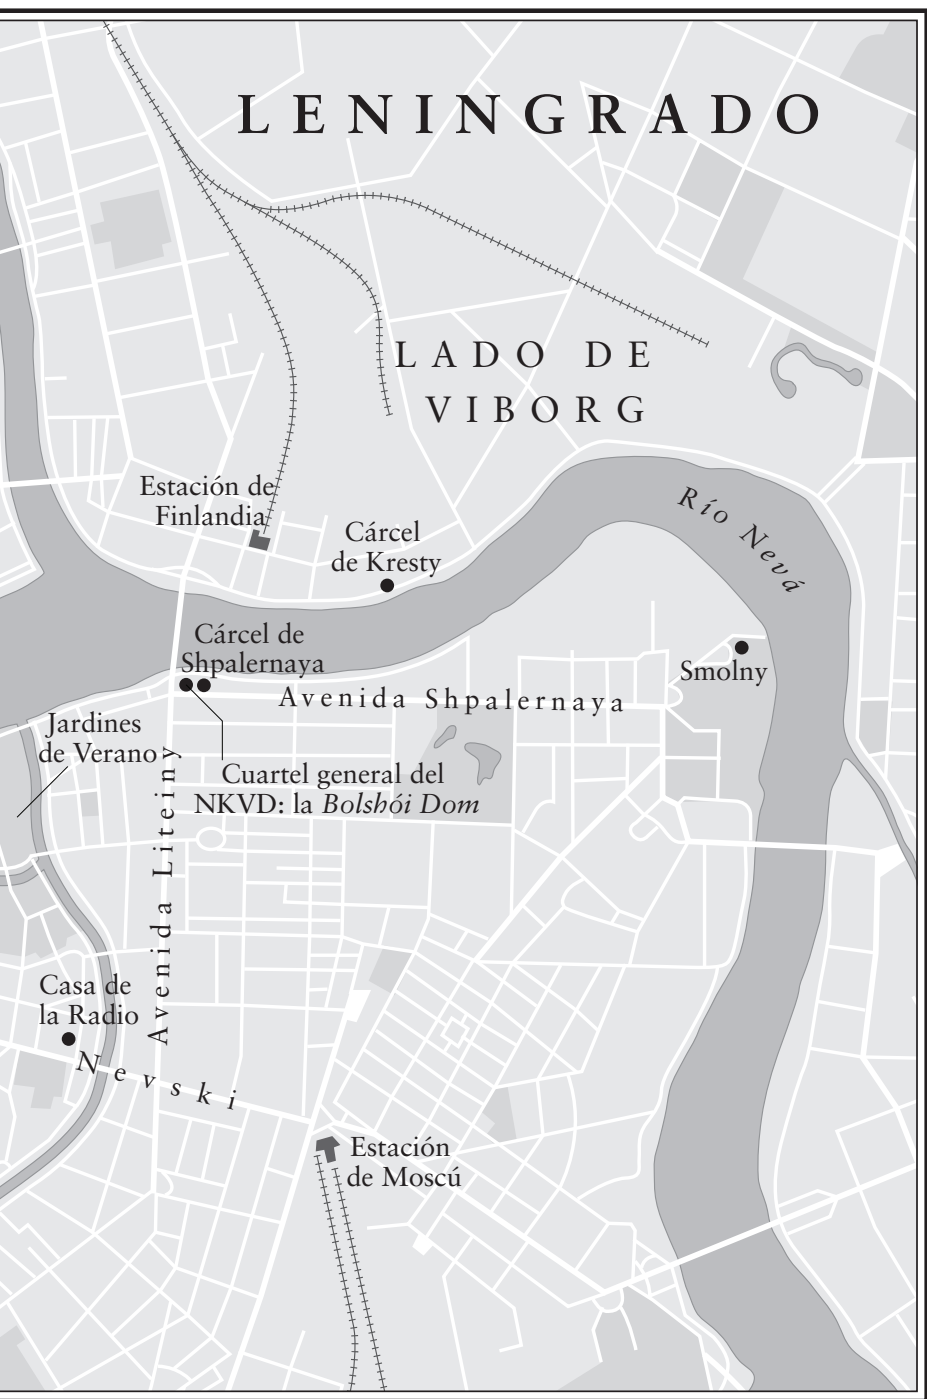 LENINGRADO
LADO DE
VIBORG
Estación de
Finlandia
Cárcel
de Kresty
Río Nevá
Cárcel de
Shpalernaya
Smolny
Avenida Shpalernaya
Jardines
de Verano
Cuartel general del
NKVD: la Bolshói Dom
Avenida Liteiny
Casa de
la Radio
Nevski
Estación
de Moscú